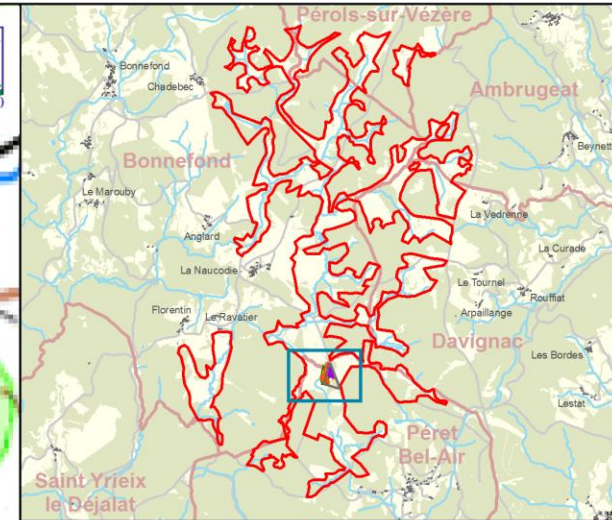 Pérols-sur-Vézère
Bonnefond
Chadebec
Ambrugeat
Beynett
Bonnefond
Le Marouby
La Vedrenne
Anglard
La Curade
La Naucodie
Le Tournel
Rouffiat
Florentin
Le Ravatier
Arpaillange
Davignac
Les Bordes
Lestat
Péret
Bel-Air
Saint Yrieix
le Déjalat